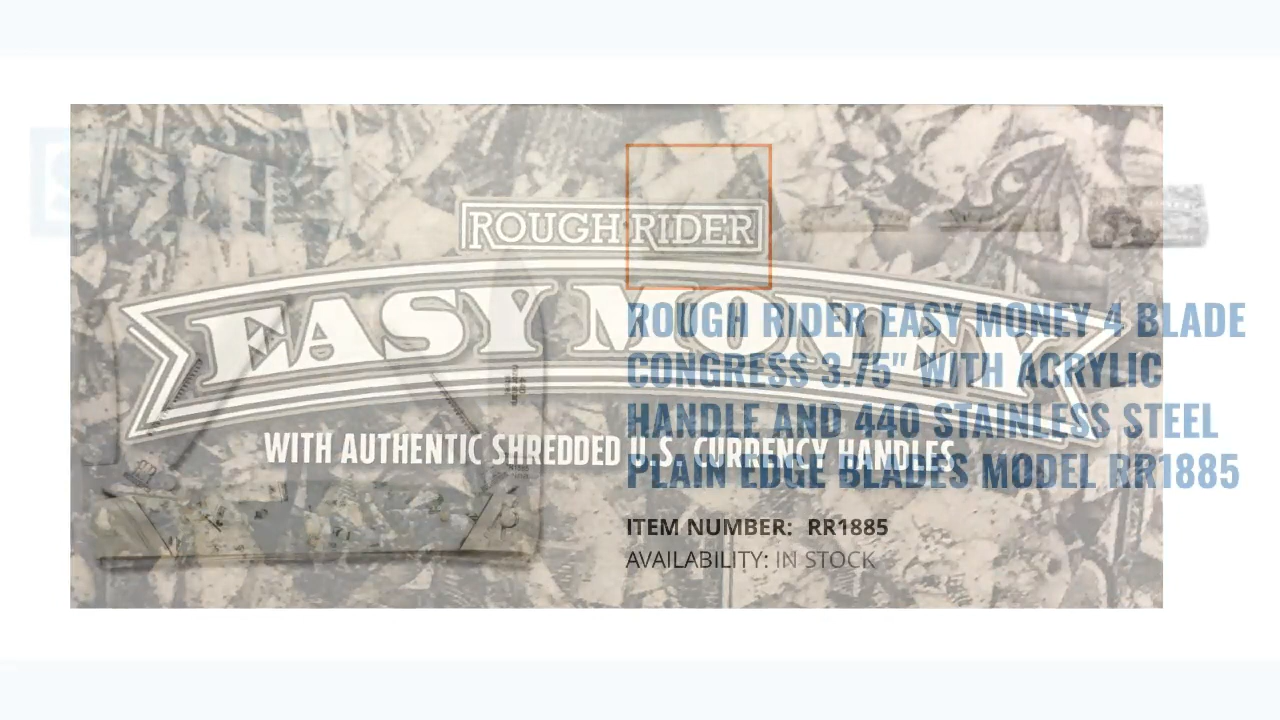 ROUGH RIDER
EASY MONEY
WITH AUTHENTIC SHREDDED U.S. CURRENCY HANDLES
ROUGH RIDER EASY MONEY 4 BLADE
CONGRESS 3.75" WITH ACRYLIC
HANDLE AND 440 STAINLESS STEEL
PLAIN EDGE BLADES MODEL RR1885
ITEM NUMBER: RR1885
AVAILABILITY: IN STOCK